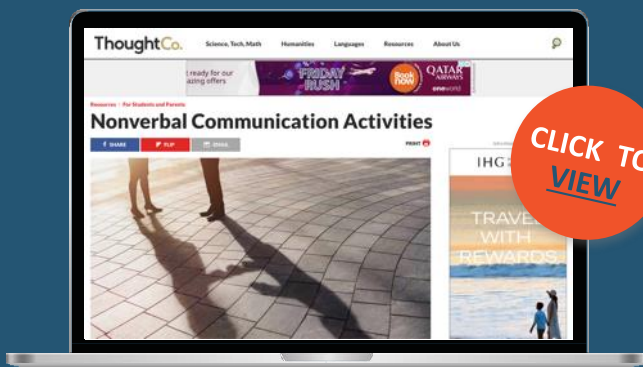 ThoughtCo.
Science, Tech, Math Humanities Languages Resources About Us
ready for our
azing offers
FRIDAY
RUSH
Book
now
QATAR
AIRWAYS
oneworld
Resources › For Students and Parents
Nonverbal Communication Activities
SHARE FLIP EMAIL
PRINT
IHG
TRAVEL
WITH
REWARDS
CLICK TO
VIEW